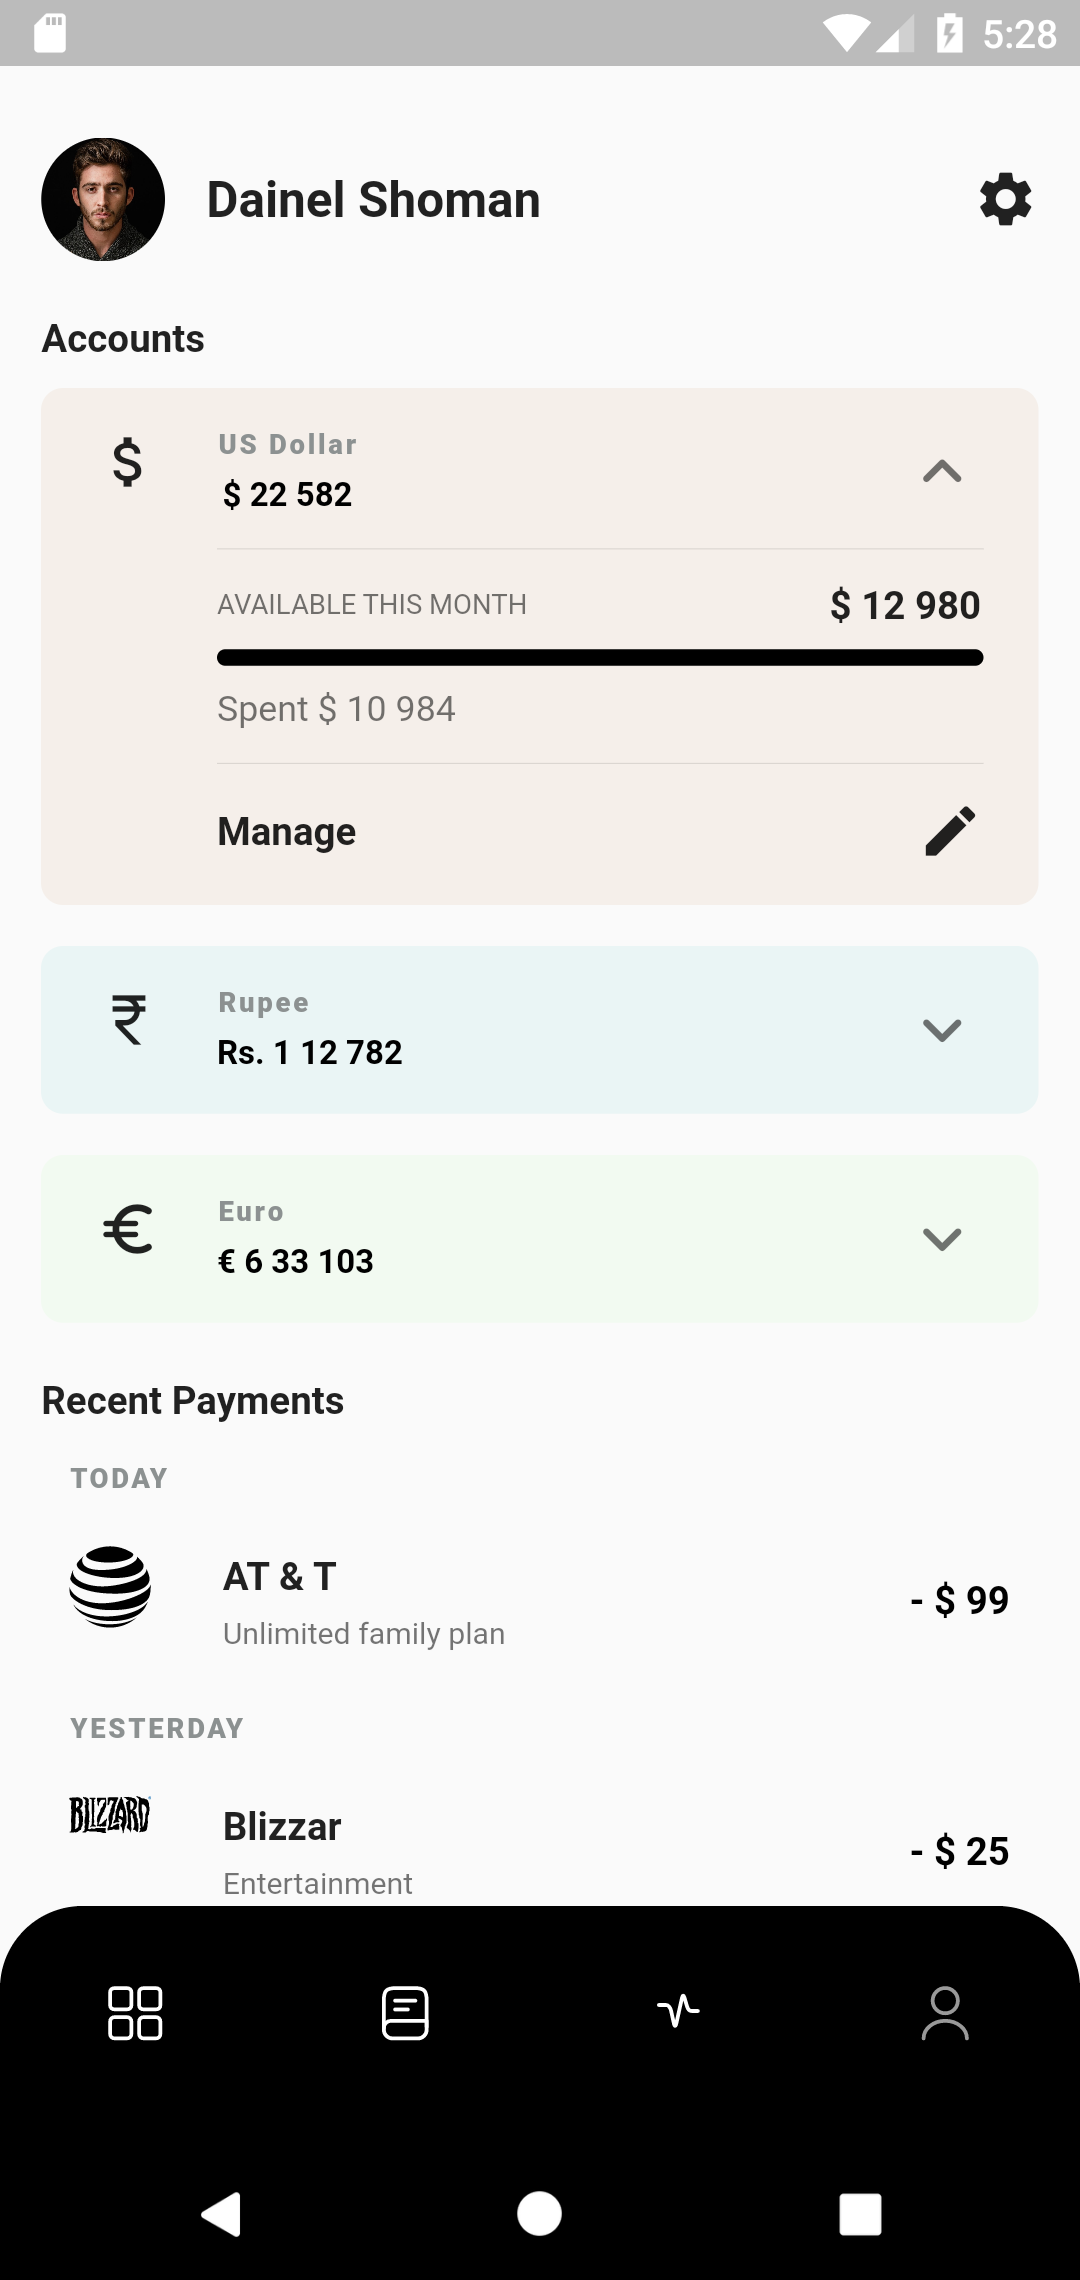 5:28
Dainel Shoman
Accounts
$
US Dollar
$ 22 582
AVAILABLE THIS MONTH $ 12 980
Spent $ 10 984
Manage
₹
Rupee
Rs. 1 12 782
€
Euro
€ 6 33 103
Recent Payments
TODAY
AT & T
Unlimited family plan
- $ 99
YESTERDAY
BLIZZARD
Blizzar
Entertainment
- $ 25